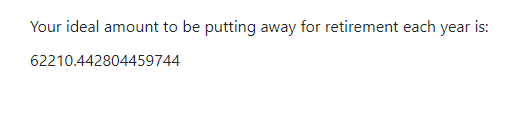 Your ideal amount to be putting away for retirement each year is:
62210.442804459744